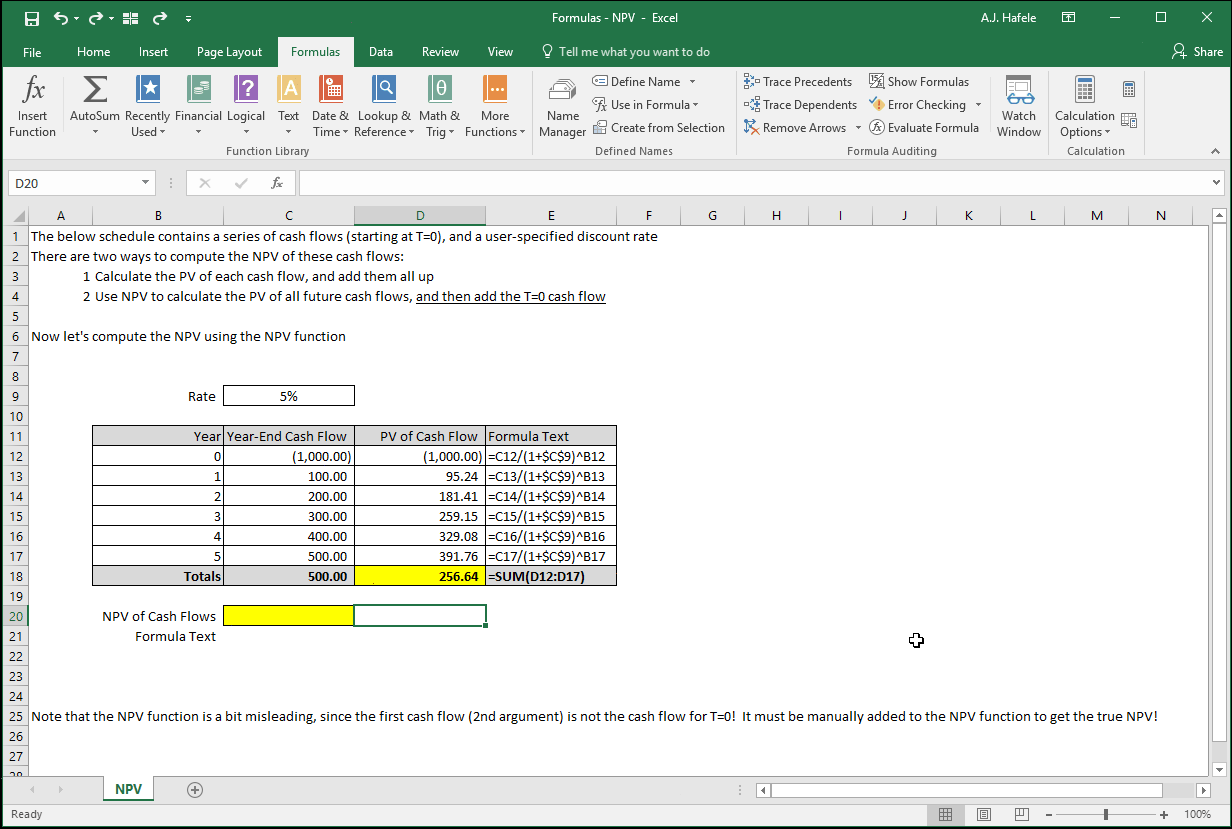 Formulas - NPV - Excel
A.J. Hafele
File Home Insert Page Layout Formulas Data Review View Tell me what you want to do Share
fx Insert Function
Σ AutoSum
Recently Used
Financial
Logical
Text
Date & Time
Lookup & Reference
Math & Trig
More Functions
Function Library
Name Manager
Define Name
Use in Formula
Create from Selection
Defined Names
Trace Precedents
Trace Dependents
Remove Arrows
Show Formulas
Error Checking
Evaluate Formula
Formula Auditing
Watch Window
Calculation Options
Calculation
D20 fx
A B C D E F G H I J K L M N
1 The below schedule contains a series of cash flows (starting at T=0), and a user-specified discount rate
2 There are two ways to compute the NPV of these cash flows:
3 1 Calculate the PV of each cash flow, and add them all up
4 2 Use NPV to calculate the PV of all future cash flows, and then add the T=0 cash flow
5
6 Now let's compute the NPV using the NPV function
7
8
9 Rate 5%
10
11 Year Year-End Cash Flow PV of Cash Flow Formula Text
12 0 (1,000.00) (1,000.00) =C12/(1+$C$9)^B12
13 1 100.00 95.24 =C13/(1+$C$9)^B13
14 2 200.00 181.41 =C14/(1+$C$9)^B14
15 3 300.00 259.15 =C15/(1+$C$9)^B15
16 4 400.00 329.08 =C16/(1+$C$9)^B16
17 5 500.00 391.76 =C17/(1+$C$9)^B17
18 Totals 500.00 256.64 =SUM(D12:D17)
19
20 NPV of Cash Flows
21 Formula Text
22
23
24
25 Note that the NPV function is a bit misleading, since the first cash flow (2nd argument) is not the cash flow for T=0! It must be manually added to the NPV function to get the true NPV!
26
27
28
NPV
Ready
100%